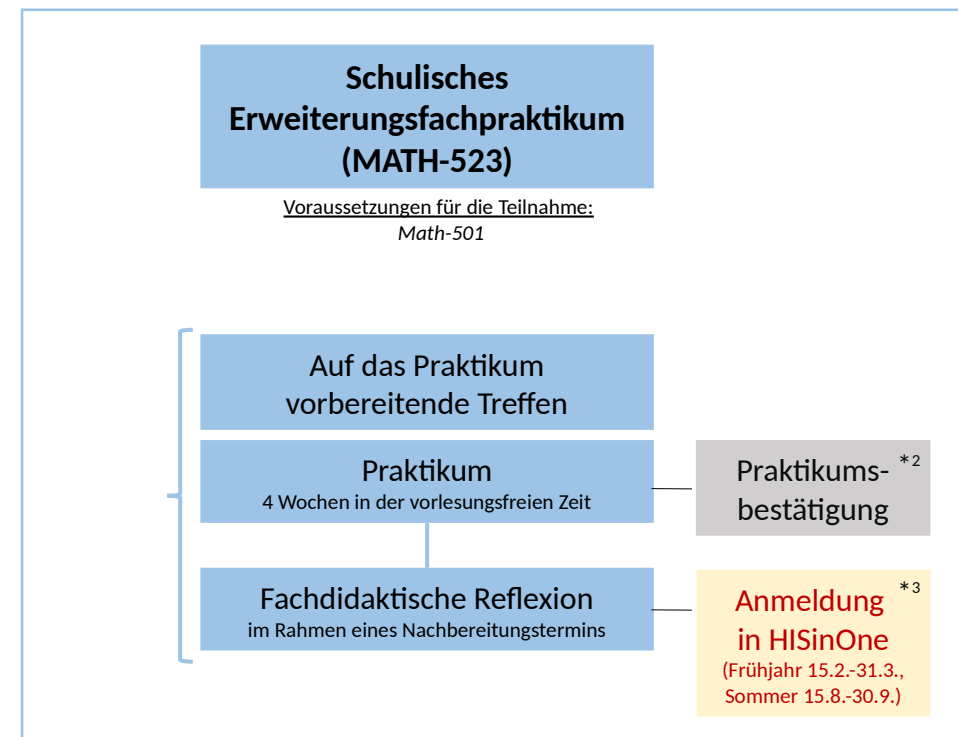 Schulisches
Erweiterungsfachpraktikum
(MATH-523)
Voraussetzungen für die Teilnahme:
Math-501
Auf das Praktikum
vorbereitende Treffen
Praktikum
4 Wochen in der vorlesungsfreien Zeit
Praktikums- *2
bestätigung
Fachdidaktische Reflexion
im Rahmen eines Nachbereitungstermins
Anmeldung *3
in HISinOne
(Frühjahr 15.2.-31.3.,
Sommer 15.8.-30.9.)